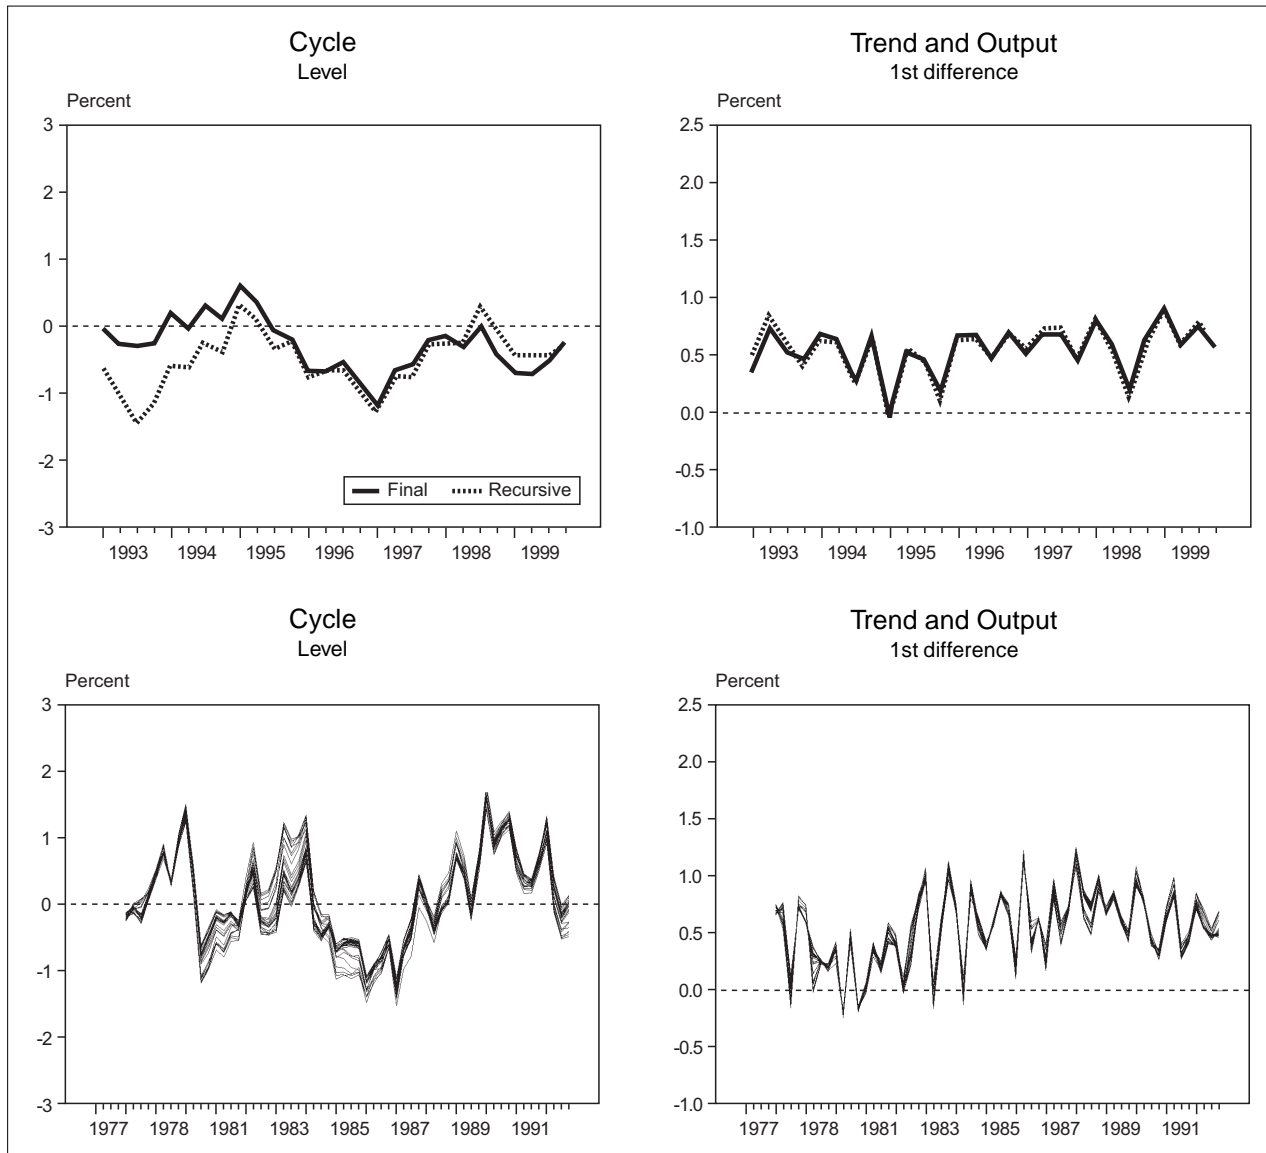 Cycle
Level
Percent
3
2
1
0
-1
-2
-3
Final Recursive
1993 1994 1995 1996 1997 1998 1999
Trend and Output
1st difference
Percent
2.5
2.0
1.5
1.0
0.5
0.0
-0.5
-1.0
1993 1994 1995 1996 1997 1998 1999
Cycle
Level
Percent
3
2
1
0
-1
-2
-3
1977 1978 1981 1983 1985 1987 1989 1991
Trend and Output
1st difference
Percent
2.5
2.0
1.5
1.0
0.5
0.0
-0.5
-1.0
1977 1978 1981 1983 1985 1987 1989 1991